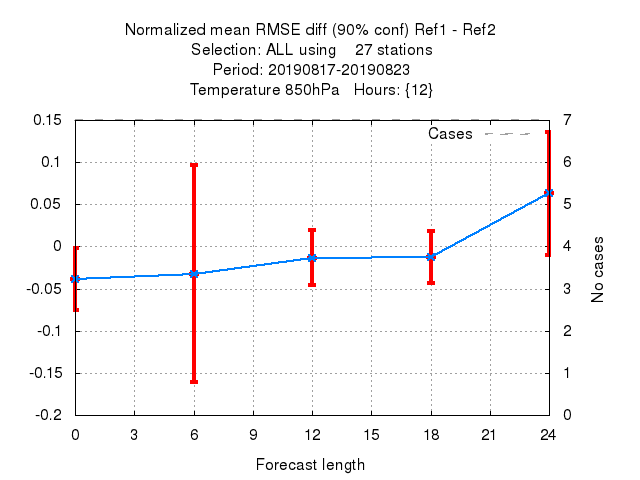 Normalized mean RMSE diff (90% conf) Ref1 - Ref2
Selection: ALL using    27 stations
Period: 20190817-20190823
Temperature 850hPa   Hours: {12}
Cases
0.15
0.1
0.05
0
-0.05
-0.1
-0.15
-0.2
7
6
5
4
3
2
1
0
No cases
0 3 6 9 12 15 18 21 24
Forecast length